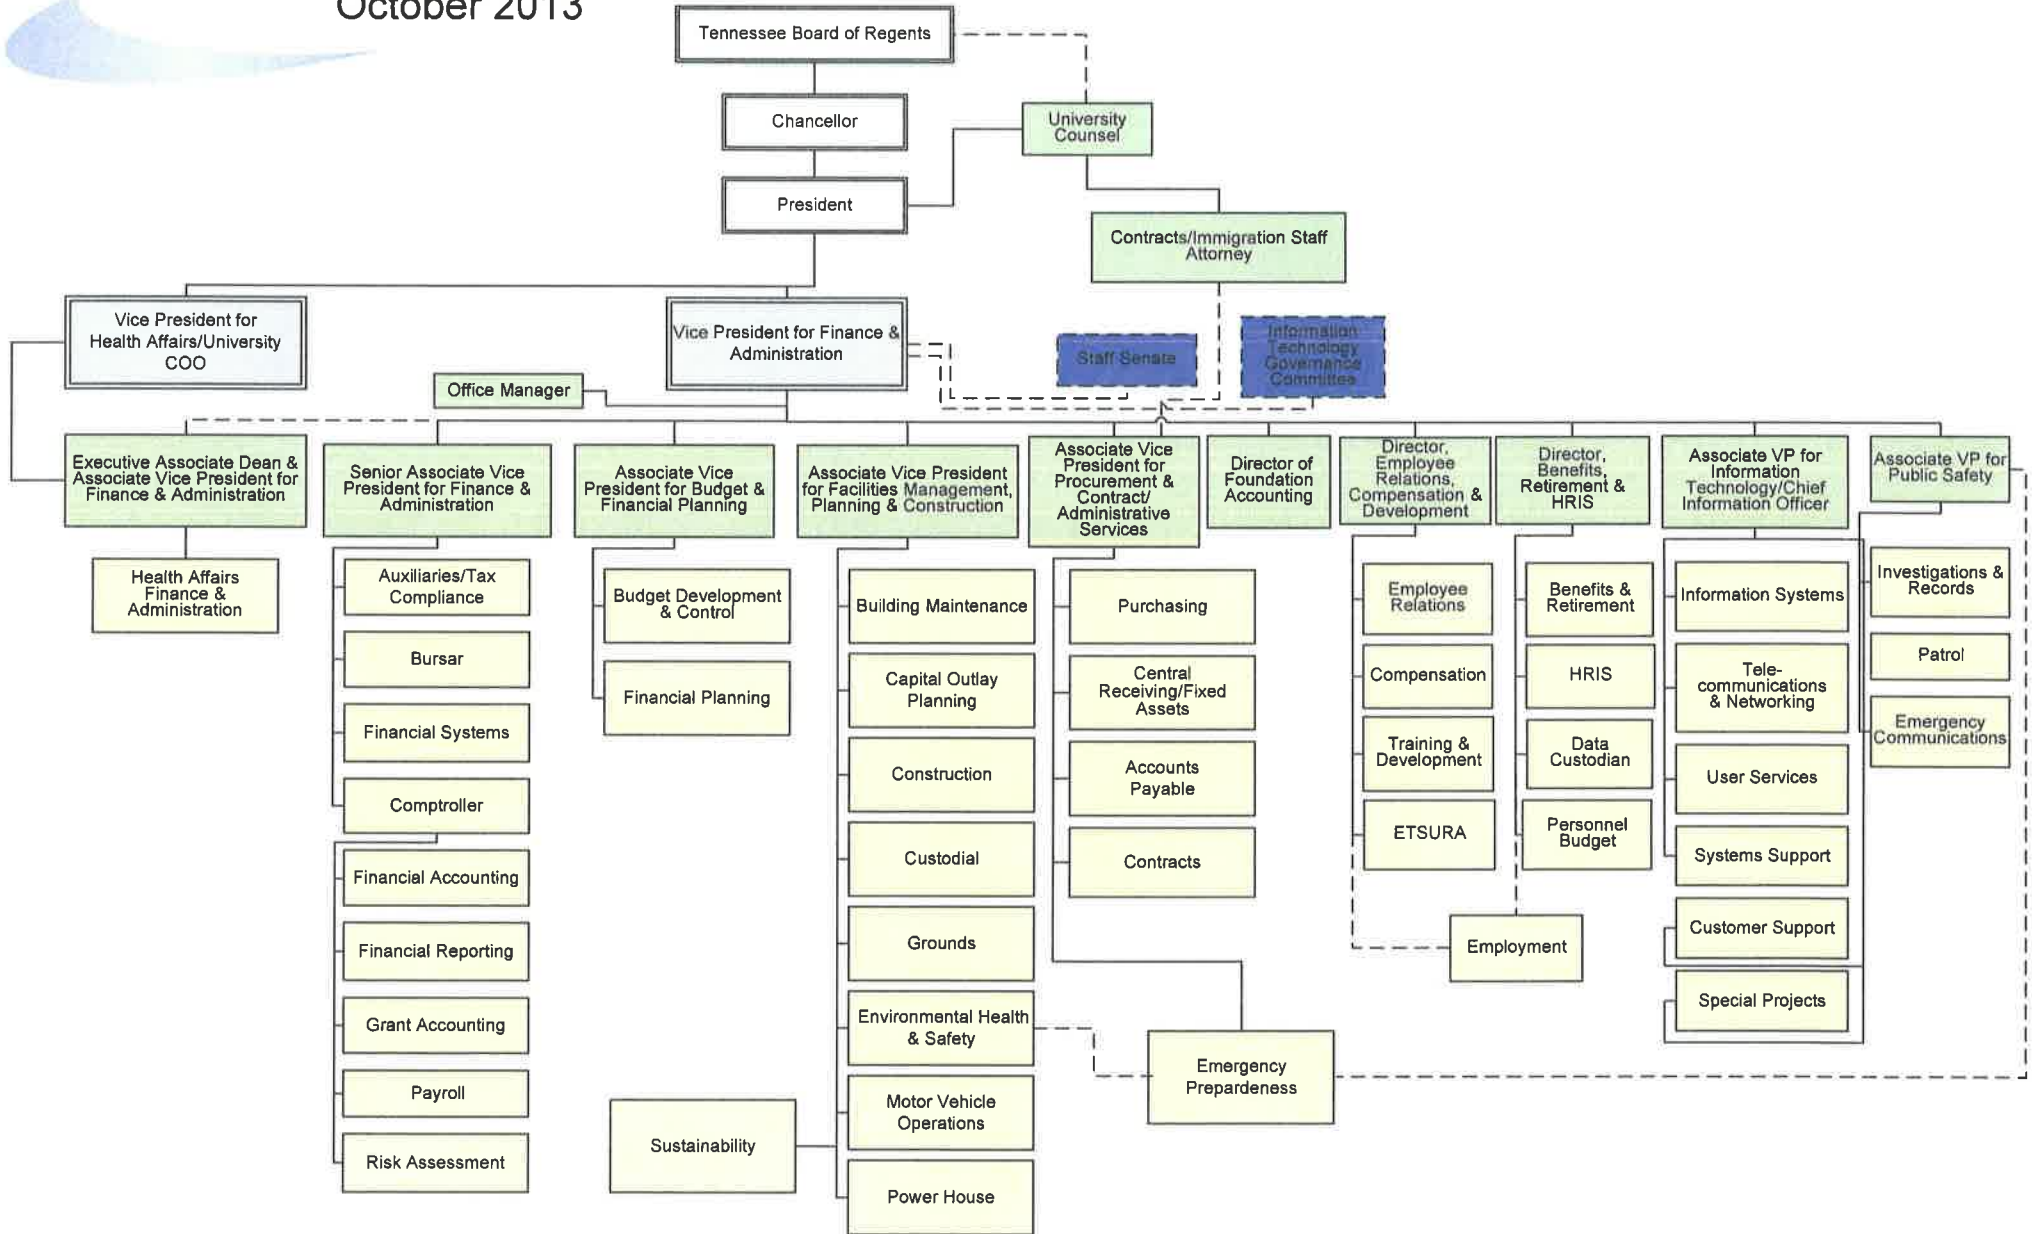 October 2013
Tennessee Board of Regents
Chancellor
University
Counsel
President
Contracts/Immigration Staff
Attorney
Vice President for
Health Affairs/University
COO
Vice President for Finance &
Administration
Staff Senate
Information
Technology
Governance
Committee
Office Manager
Executive Associate Dean &
Associate Vice President for
Finance & Administration
Senior Associate Vice
President for Finance &
Administration
Associate Vice
President for Budget &
Financial Planning
Associate Vice President
for Facilities Management,
Planning & Construction
Associate Vice
President for
Procurement &
Contract/
Administrative
Services
Director of
Foundation
Accounting
Director,
Employee
Relations,
Compensation &
Development
Director,
Benefits,
Retirement &
HRIS
Associate VP for
Information
Technology/Chief
Information Officer
Associate VP for
Public Safety
Health Affairs
Finance &
Administration
Auxiliaries/Tax
Compliance
Bursar
Financial Systems
Comptroller
Financial Accounting
Financial Reporting
Grant Accounting
Payroll
Risk Assessment
Budget Development
& Control
Financial Planning
Sustainability
Building Maintenance
Capital Outlay
Planning
Construction
Custodial
Grounds
Environmental Health
& Safety
Motor Vehicle
Operations
Power House
Purchasing
Central
Receiving/Fixed
Assets
Accounts
Payable
Contracts
Emergency
Prepardeness
Employee
Relations
Compensation
Training &
Development
ETSURA
Benefits &
Retirement
HRIS
Data
Custodian
Personnel
Budget
Employment
Information Systems
Tele-
communications
& Networking
User Services
Systems Support
Customer Support
Special Projects
Investigations &
Records
Patrol
Emergency
Communications